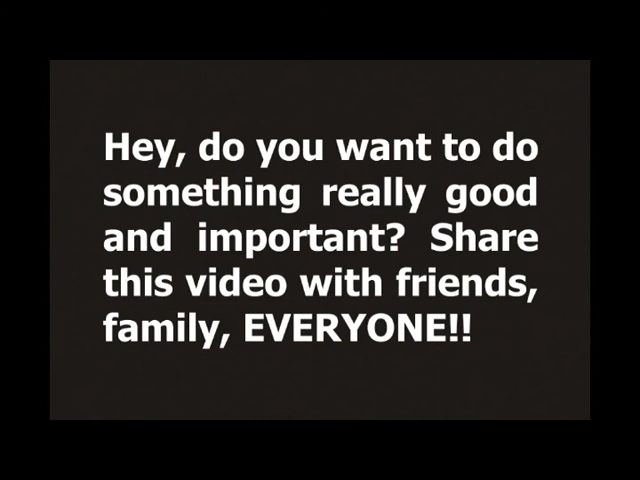 Hey, do you want to do
something really good
and important? Share
this video with friends,
family, EVERYONE!!